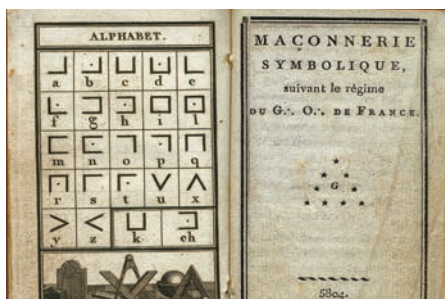 ALPHABET.
a b c d e
f g h i l
m n o p q
r s t u x
y z k ch
MAÇONNERIE
SYMBOLIQUE,
suivant le régime
DU G∴ O∴ DE FRANCE.
G
5804.